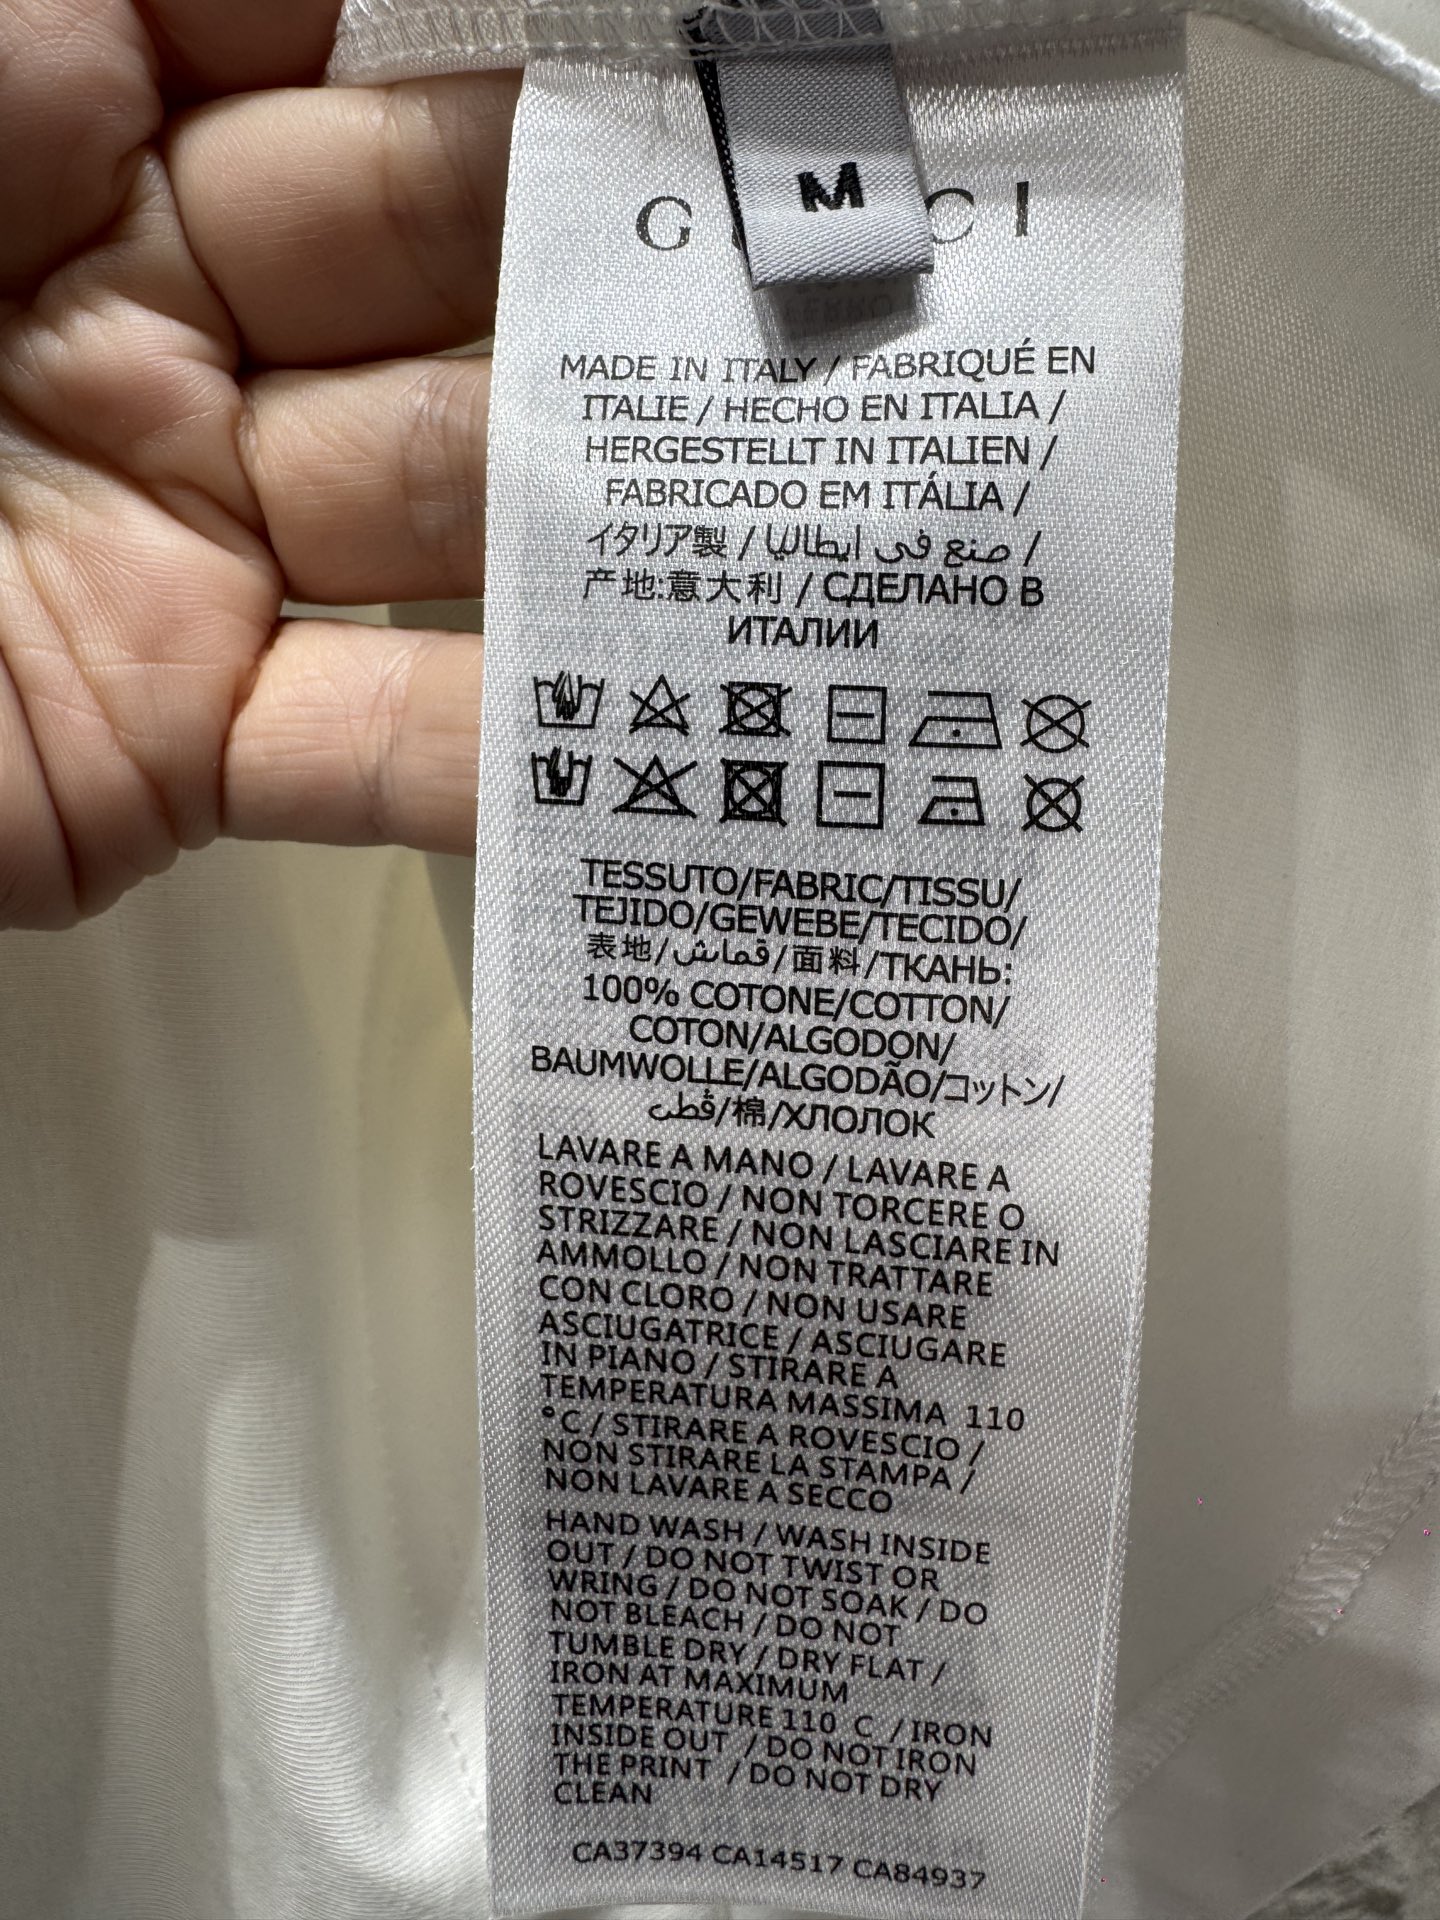 M
MADE IN ITALY / FABRIQUÉ EN
ITALIE / HECHO EN ITALIA /
HERGESTELLT IN ITALIEN /
FABRICADO EM ITÁLIA /
イタリア製 / صنع في ايطاليا /
产地:意大利 / СДЕЛАНО В
ИТАЛИИ
TESSUTO/FABRIC/TISSU/
TEJIDO/GEWEBE/TECIDO/
表地/قماش/面料/ТКАНЬ:
100% COTONE/COTTON/
COTON/ALGODON/
BAUMWOLLE/ALGODÃO/コットン/
قطن/棉/ХЛОПОК
LAVARE A MANO / LAVARE A
ROVESCIO / NON TORCERE O
STRIZZARE / NON LASCIARE IN
AMMOLLO / NON TRATTARE
CON CLORO / NON USARE
ASCIUGATRICE / ASCIUGARE
IN PIANO / STIRARE A
TEMPERATURA MASSIMA 110
°C / STIRARE A ROVESCIO /
NON STIRARE LA STAMPA /
NON LAVARE A SECCO
HAND WASH / WASH INSIDE
OUT / DO NOT TWIST OR
WRING / DO NOT SOAK / DO
NOT BLEACH / DO NOT
TUMBLE DRY / DRY FLAT /
IRON AT MAXIMUM
TEMPERATURE 110 C / IRON
INSIDE OUT / DO NOT IRON
THE PRINT / DO NOT DRY
CLEAN
CA37394 CA14517 CA84937